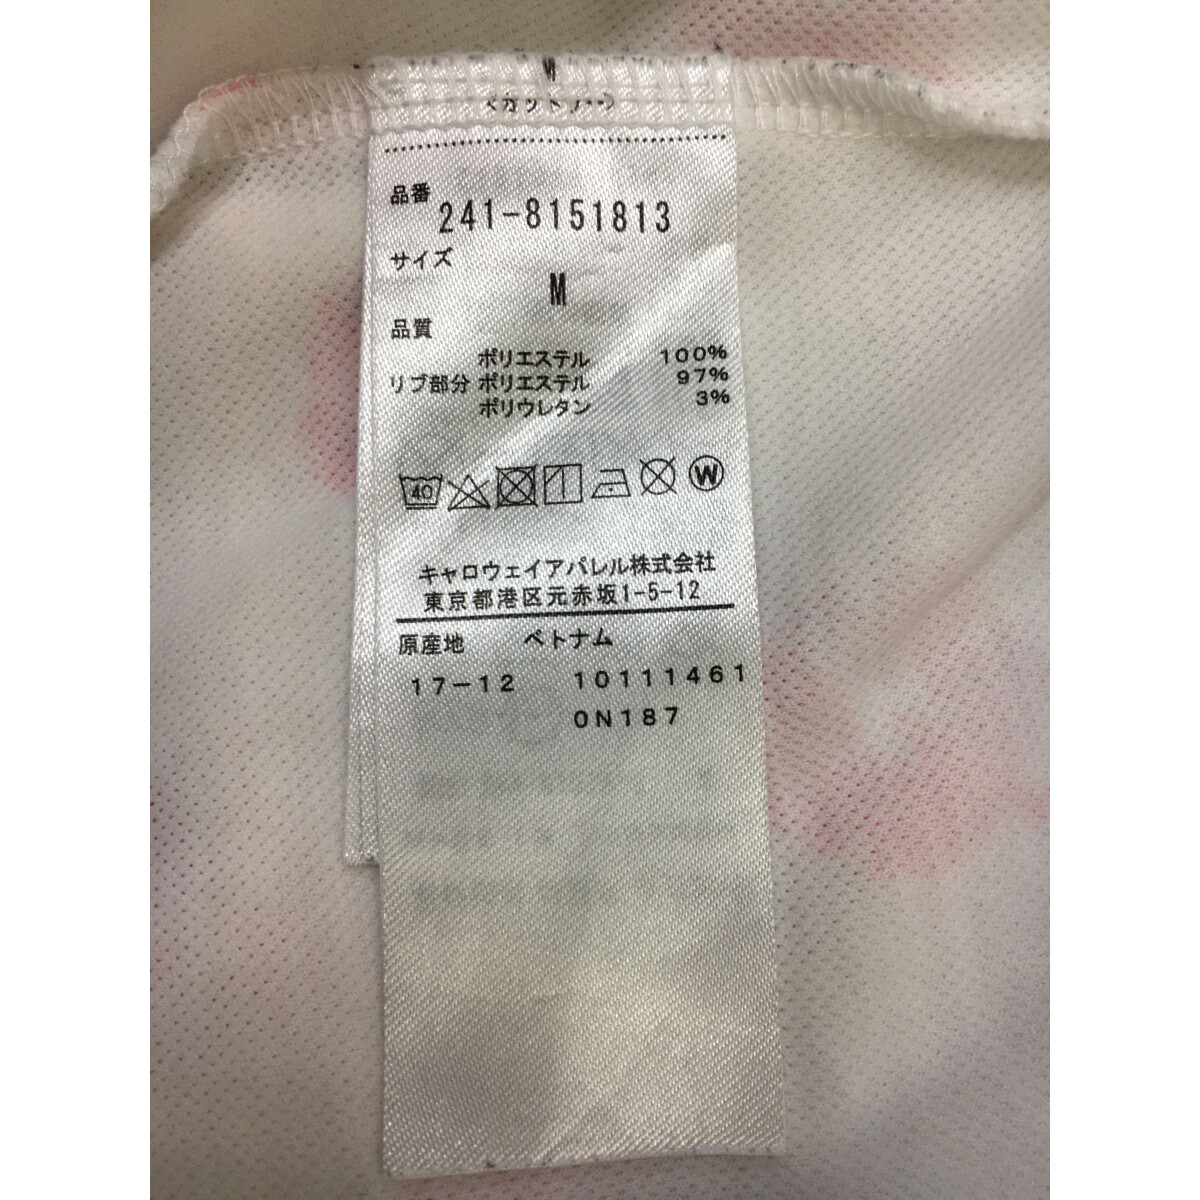 M
品番
241-8151813
サイズ
M
品質
ポリエステル 100%
リブ部分 ポリエステル 97%
ポリウレタン 3%
40 W
キャロウェイアパレル株式会社
東京都港区元赤坂1-5-12
原産地 ベトナム
17-12 10111461
0N187